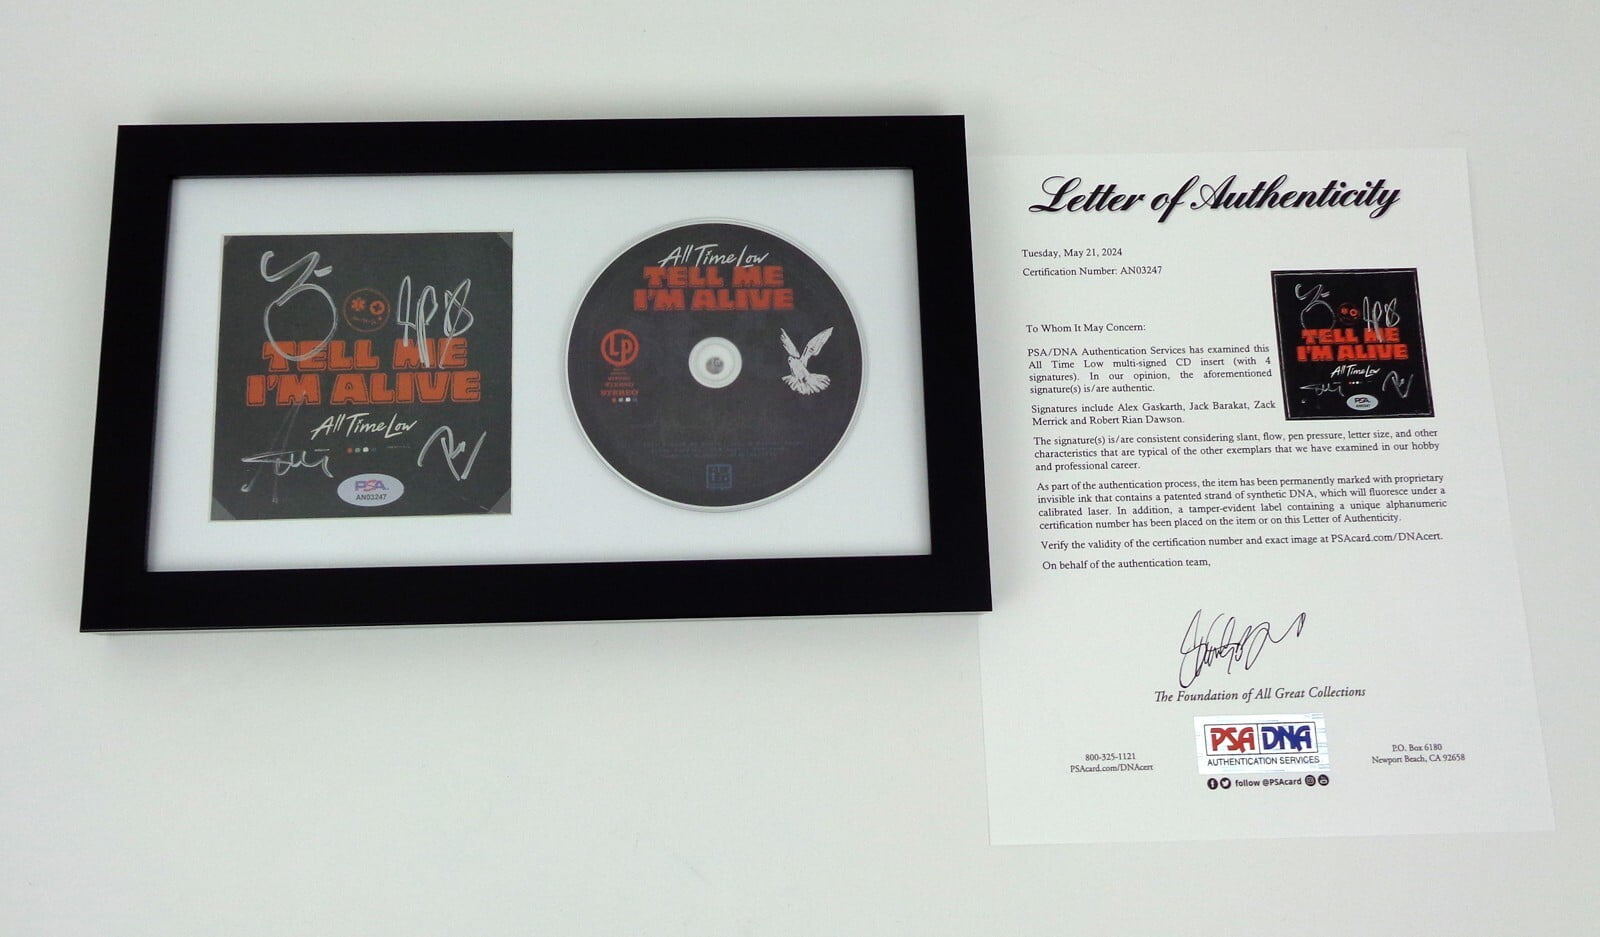 TELL ME
I'M ALIVE
All Time Low
PSA
AN03247
All Time Low
TELL ME
I'M ALIVE
LP
STEREO
STEREO
Letter of Authenticity
Tuesday, May 21, 2024
Certification Number: AN03247
To Whom It May Concern:
PSA/DNA Authentication Services has examined this
All Time Low multi-signed CD insert (with 4
signatures). In our opinion, the aforementioned
signature(s) is/are authentic.
Signatures include Alex Gaskarth, Jack Barakat, Zack
Merrick and Robert Rian Dawson.
The signature(s) is/are consistent considering slant, flow, pen pressure, letter size, and other
characteristics that are typical of the other exemplars that we have examined in our hobby
and professional career.
As part of the authentication process, the item has been permanently marked with proprietary
invisible ink that contains a patented strand of synthetic DNA, which will fluoresce under a
calibrated laser. In addition, a tamper-evident label containing a unique alphanumeric
certification number has been placed on the item or on this Letter of Authenticity.
Verify the validity of the certification number and exact image at PSAcard.com/DNAcert.
On behalf of the authentication team,
TELL ME
I'M ALIVE
All Time Low
PSA
The Foundation of All Great Collections
800-325-1121
PSAcard.com/DNAcert
PSA DNA
AUTHENTICATION SERVICES
follow @PSAcard
P.O. Box 6180
Newport Beach, CA 92658